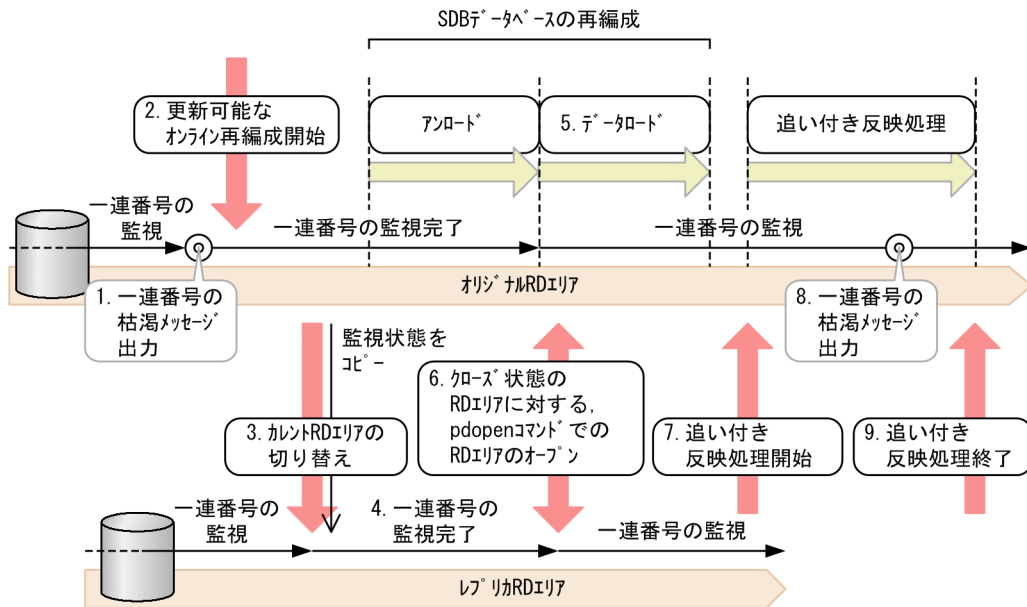 SDBﾃﾞｰﾀﾍﾞｰｽの再編成
2. 更新可能な
ｵﾝﾗｲﾝ再編成開始
ｱﾝﾛｰﾄﾞ
5. ﾃﾞｰﾀﾛｰﾄﾞ
追い付き反映処理
一連番号の
監視
一連番号の監視完了
一連番号の監視
ｵﾘｼﾞﾅﾙRDｴﾘｱ
1. 一連番号の
枯渇ﾒｯｾｰｼﾞ
出力
8. 一連番号の
枯渇ﾒｯｾｰｼﾞ
出力
監視状態を
ｺﾋﾟｰ
3. ｶﾚﾝﾄRDｴﾘｱの
切り替え
6. ｸﾛｰｽﾞ状態の
RDｴﾘｱに対する,
pdopenｺﾏﾝﾄﾞでの
RDｴﾘｱのｵｰﾌﾟﾝ
7. 追い付き
反映処理開始
9. 追い付き
反映処理終了
一連番号の
監視
4. 一連番号の
監視完了
一連番号の監視
ﾚﾌﾟﾘｶRDｴﾘｱ